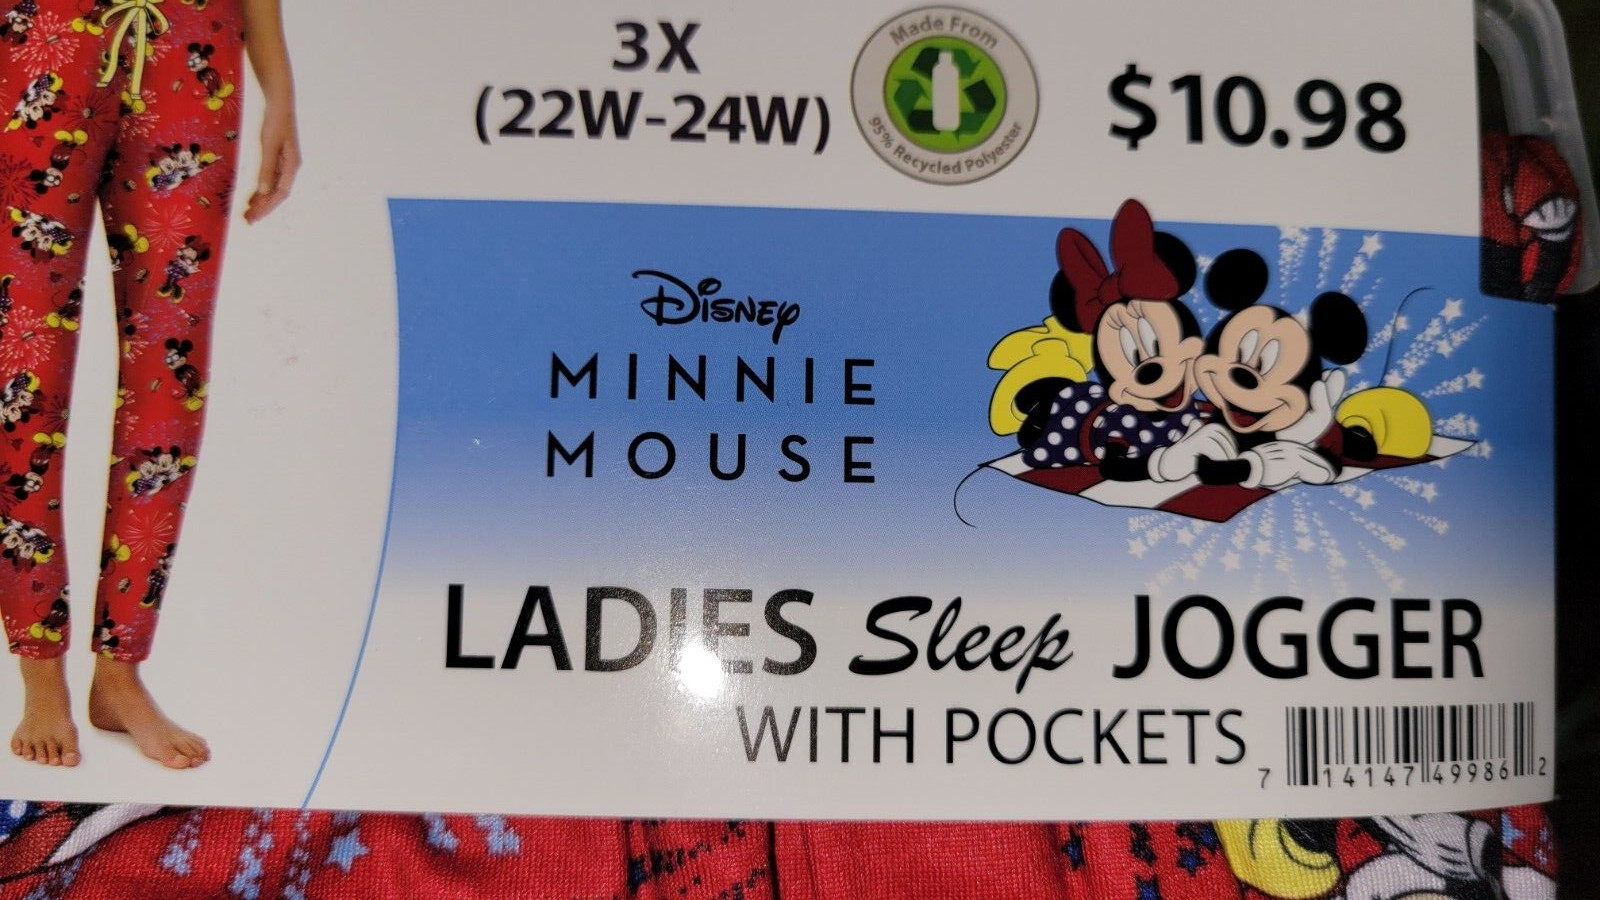 3X
(22W-24W)
Made From
95% Recycled Polyester
$10.98
Disney
MINNIE
MOUSE
LADIES Sleep JOGGER
WITH POCKETS
7 14147 49986 2